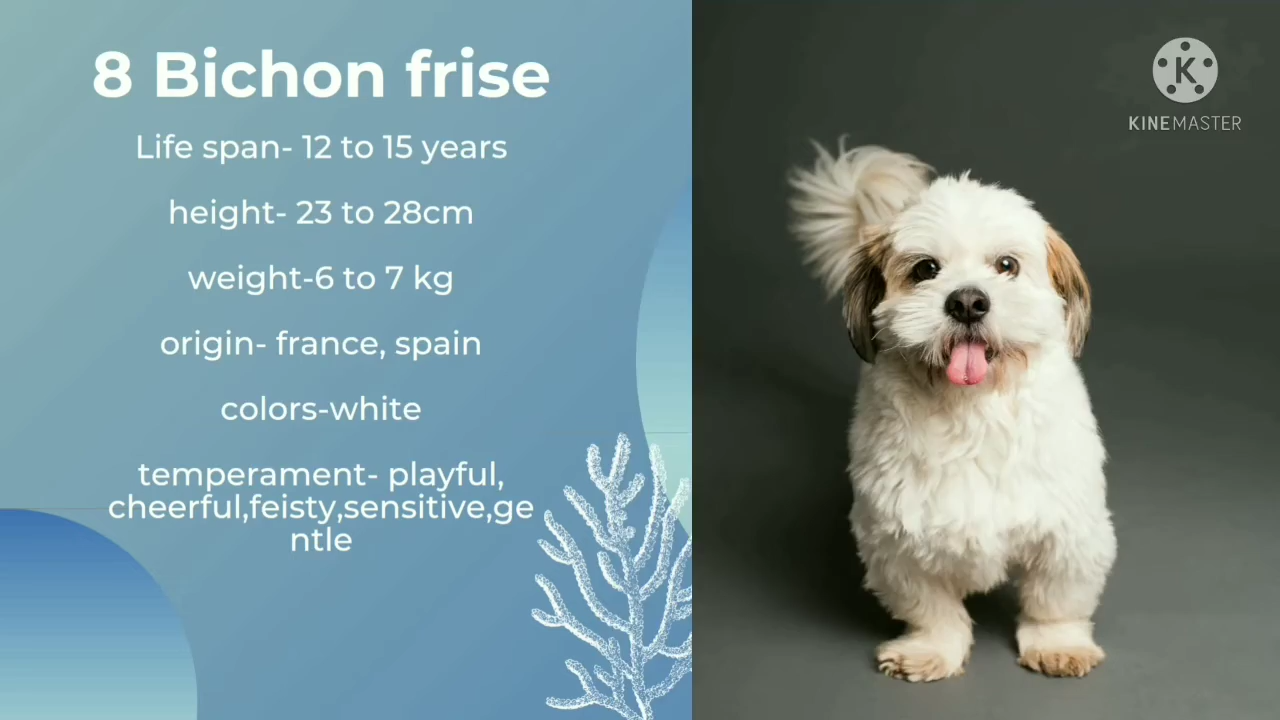 8 Bichon frise
Life span- 12 to 15 years
height- 23 to 28cm
weight-6 to 7 kg
origin- france, spain
colors-white
temperament- playful,
cheerful,feisty,sensitive,ge
ntle
K
KINEMASTER